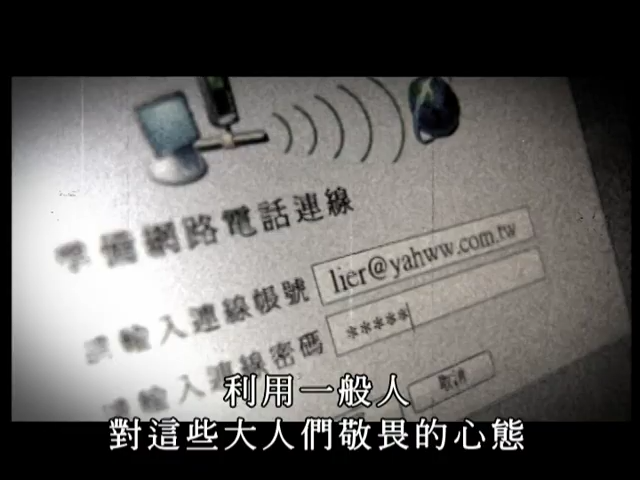 準備網路電話連線
請輸入連線帳號
lier@yahww.com.tw
請輸入連線密碼
*****
取消
利用一般人
對這些大人們敬畏的心態